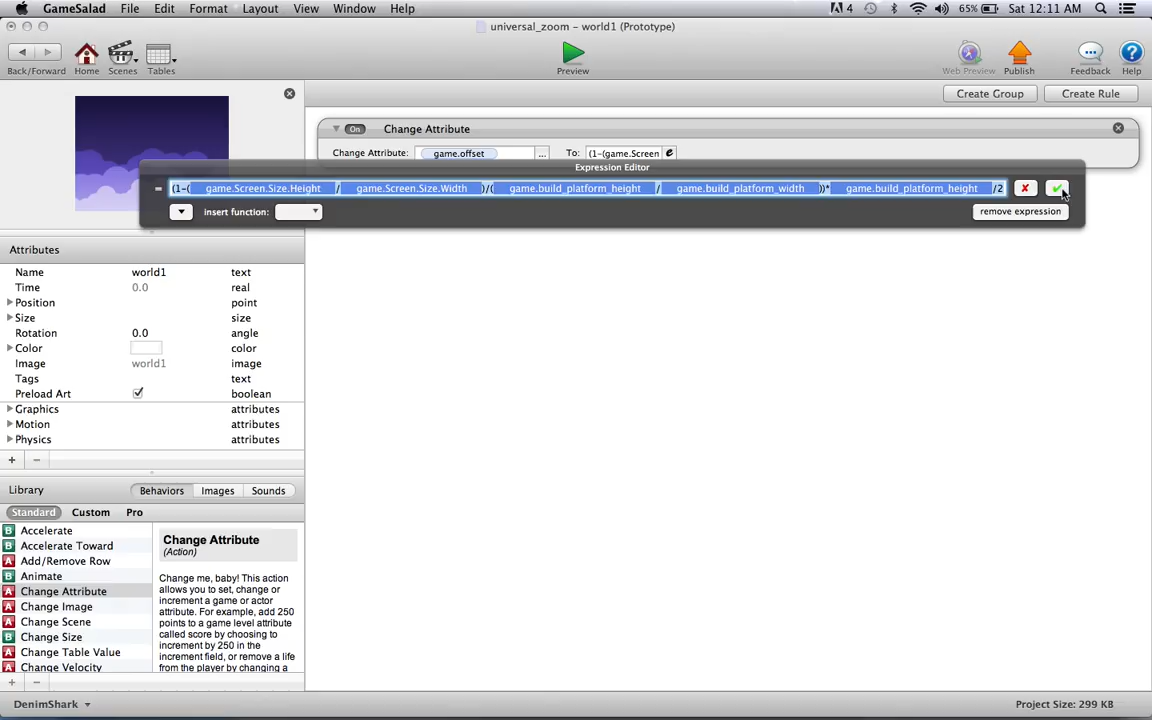 GameSalad File Edit Format Layout View Window Help 4 65% Sat 12:11 AM
universal_zoom – world1 (Prototype)
Back/Forward Home Scenes Tables Preview Web Preview Publish Feedback Help
Create Group Create Rule
On Change Attribute
Change Attribute: game.offset ... To: (1-(game.Screen e
Expression Editor
= (1-( game.Screen.Size.Height / game.Screen.Size.Width )/( game.build_platform_height / game.build_platform_width ))* game.build_platform_height /2
insert function: remove expression
Attributes
Name world1 text
Time 0.0 real
Position point
Size size
Rotation 0.0 angle
Color color
Image world1 image
Tags text
Preload Art boolean
Graphics attributes
Motion attributes
Physics attributes
Library Behaviors Images Sounds
Standard Custom Pro
B Accelerate
B Accelerate Toward
A Add/Remove Row
B Animate
A Change Attribute
A Change Image
A Change Scene
B Change Size
A Change Table Value
A Change Velocity
Change Attribute
(Action)
Change me, baby! This action
allows you to set, change or
increment a game or actor
attribute. For example, add 250
points to a game level attribute
called score by choosing to
increment by 250 in the
increment field, or remove a life
from the player by changing a
DenimShark Project Size: 299 KB